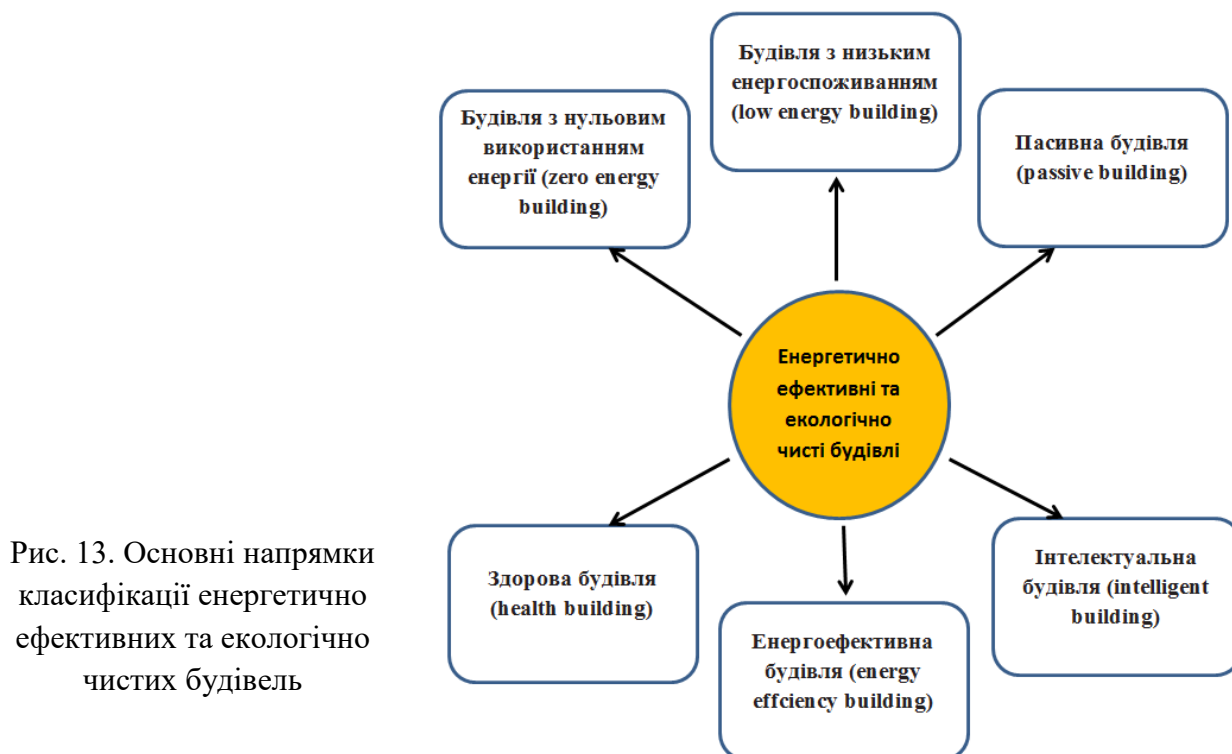 Будівля з низьким
енергоспоживанням
(low energy building)
Будівля з нульовим
використанням
енергії (zero energy
building)
Пасивна будівля
(passive building)
Енергетично
ефективні та
екологічно
чисті будівлі
Рис. 13. Основні напрямки
класифікації енергетично
ефективних та екологічно
чистих будівель
Здорова будівля
(health building)
Енергоефективна
будівля (energy
effciency building)
Інтелектуальна
будівля (intelligent
building)